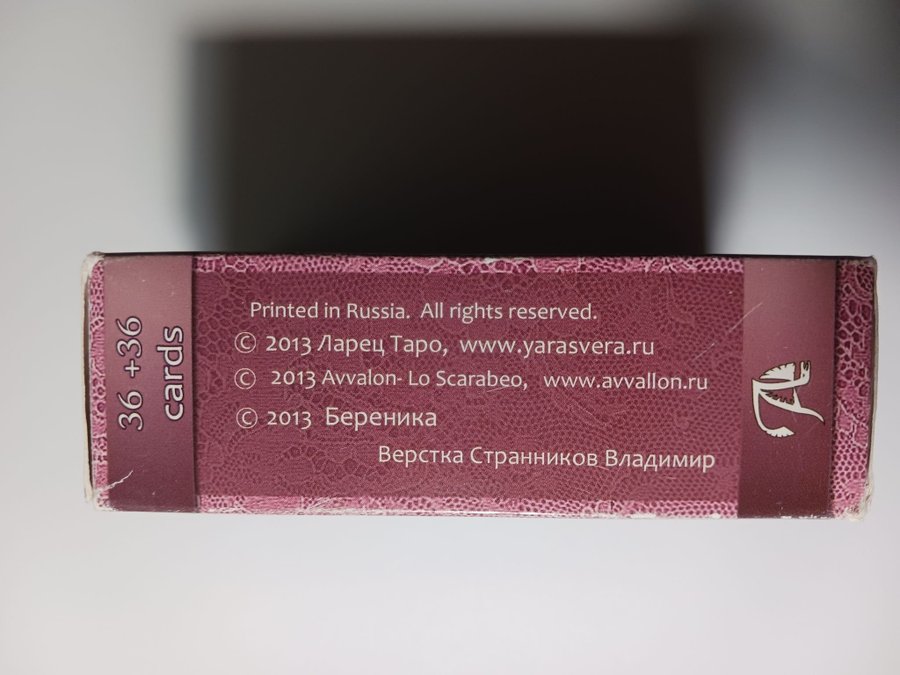 36 +36
cards
Printed in Russia. All rights reserved.
© 2013 Ларец Таро, www.yarasvera.ru
© 2013 Avvalon- Lo Scarabeo, www.avvallon.ru
© 2013 Береника
Верстка Странников Владимир